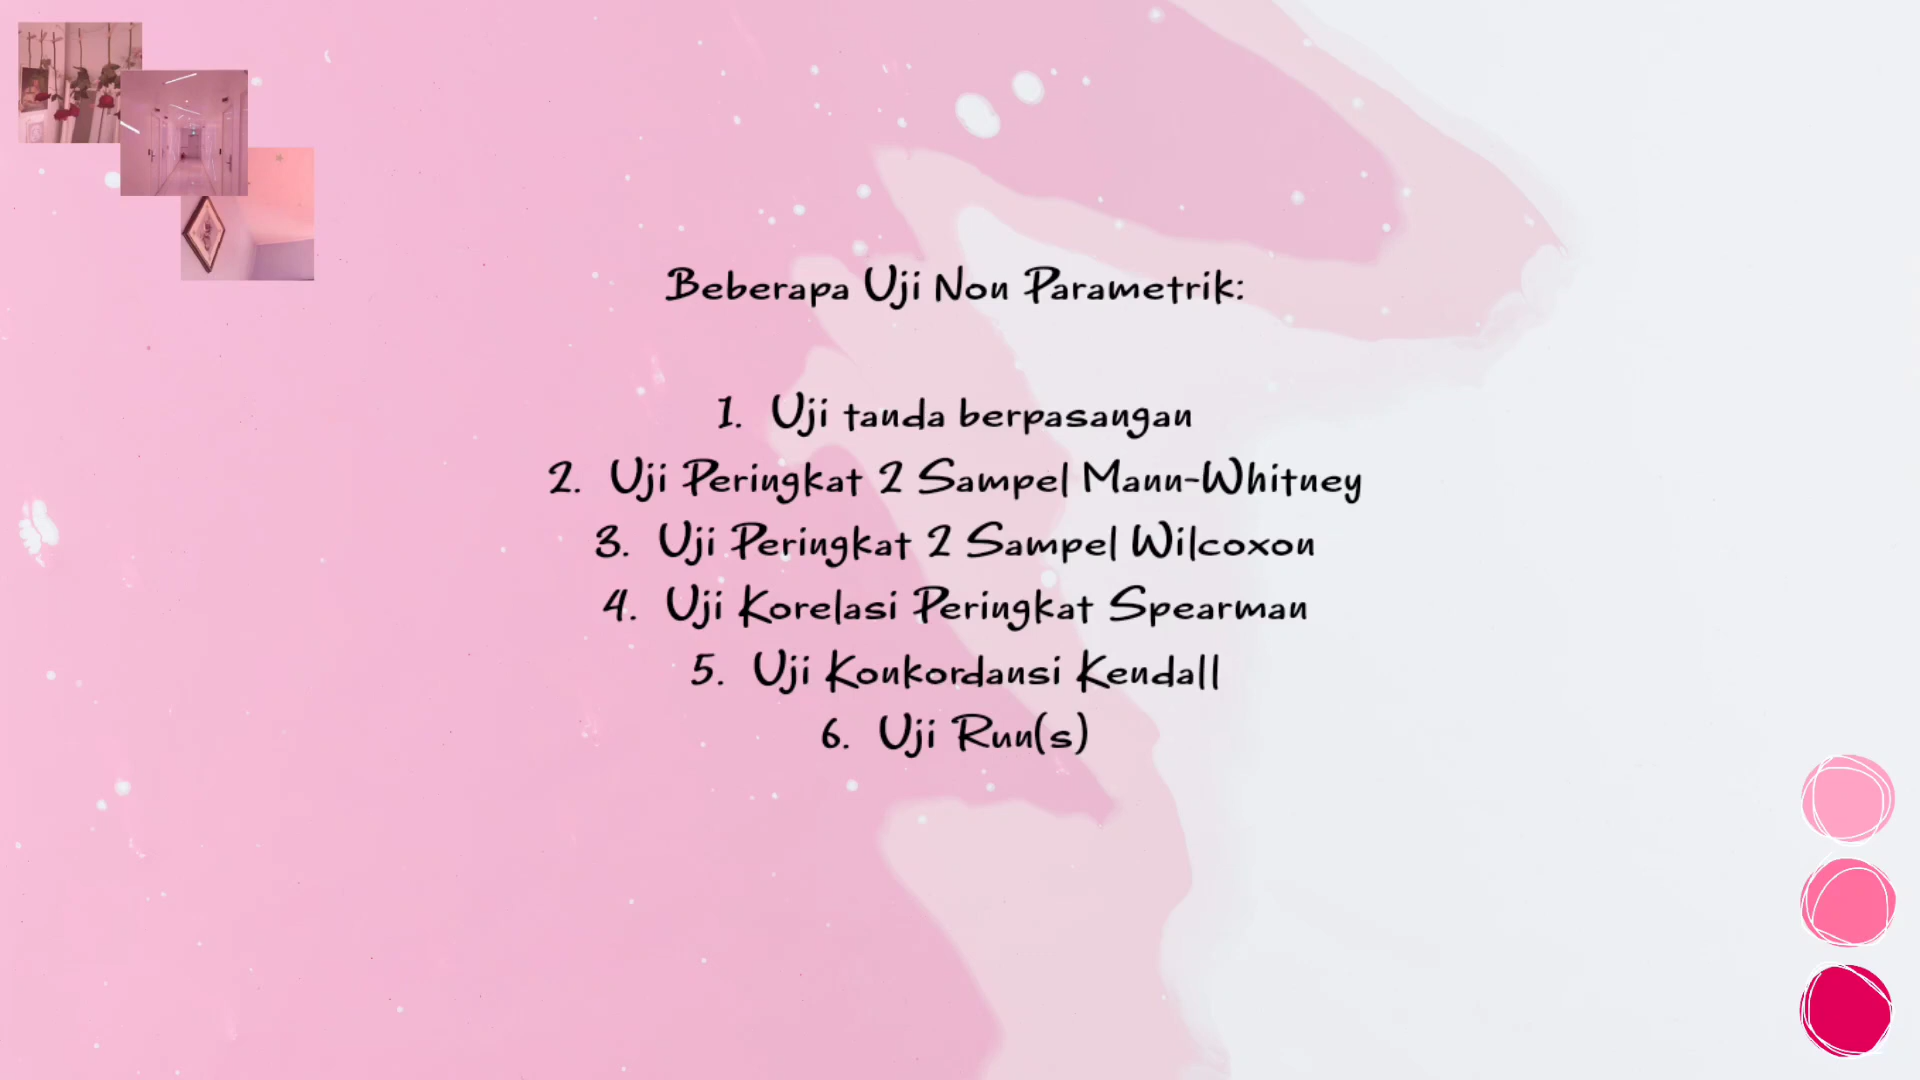 Beberapa Uji Non Parametrik:
1. Uji tanda berpasangan
2. Uji Peringkat 2 Sampel Mann-Whitney
3. Uji Peringkat 2 Sampel Wilcoxon
4. Uji Korelasi Peringkat Spearman
5. Uji Konkordansi Kendall
6. Uji Run(s)